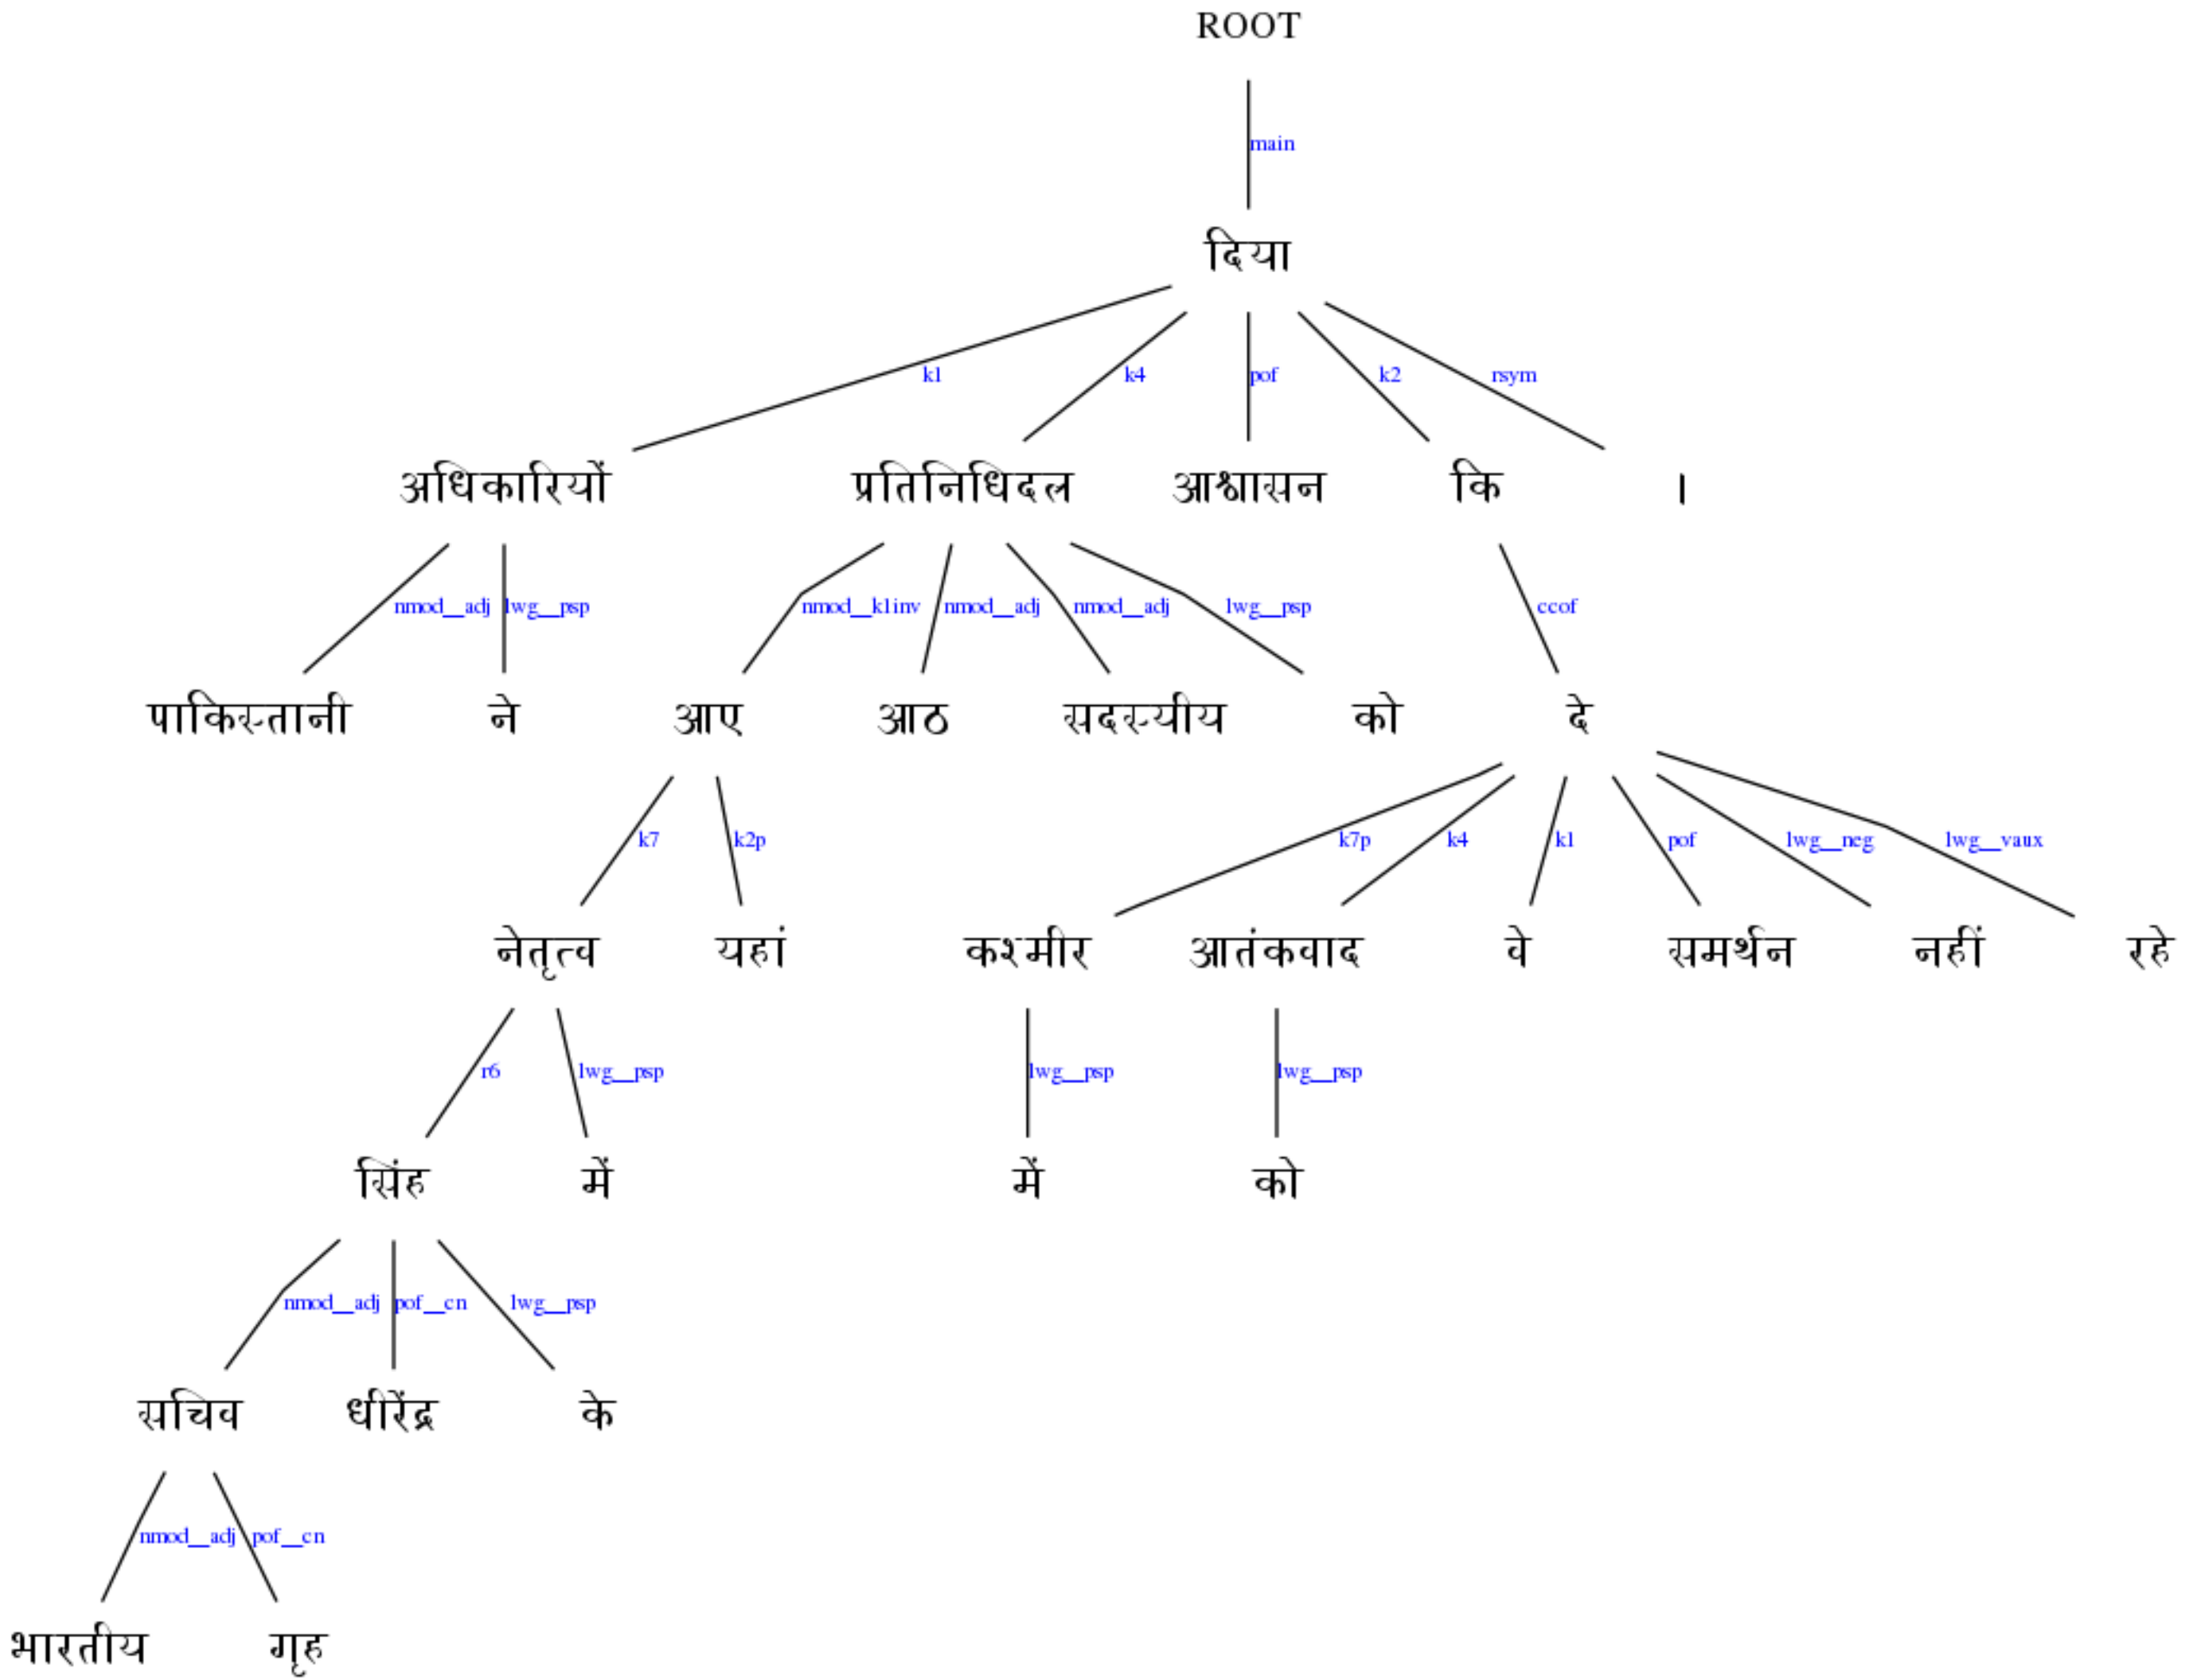 ROOT
main
दिया
k1 k4 pof k2 rsym
अधिकारियों प्रतिनिधिदल आश्वासन कि ।
nmod__adj lwg__psp nmod__k1inv nmod__adj nmod__adj lwg__psp ccof
पाकिस्तानी ने आए आठ सदस्यीय को दे
k7 k2p k7p k4 k1 pof lwg__neg lwg__vaux
नेतृत्व यहां कश्मीर आतंकवाद वे समर्थन नहीं रहे
r6 lwg__psp lwg__psp lwg__psp
सिंह में में को
nmod__adj pof__cn lwg__psp
सचिव धीरेंद्र के
nmod__adj pof__cn
भारतीय गृह